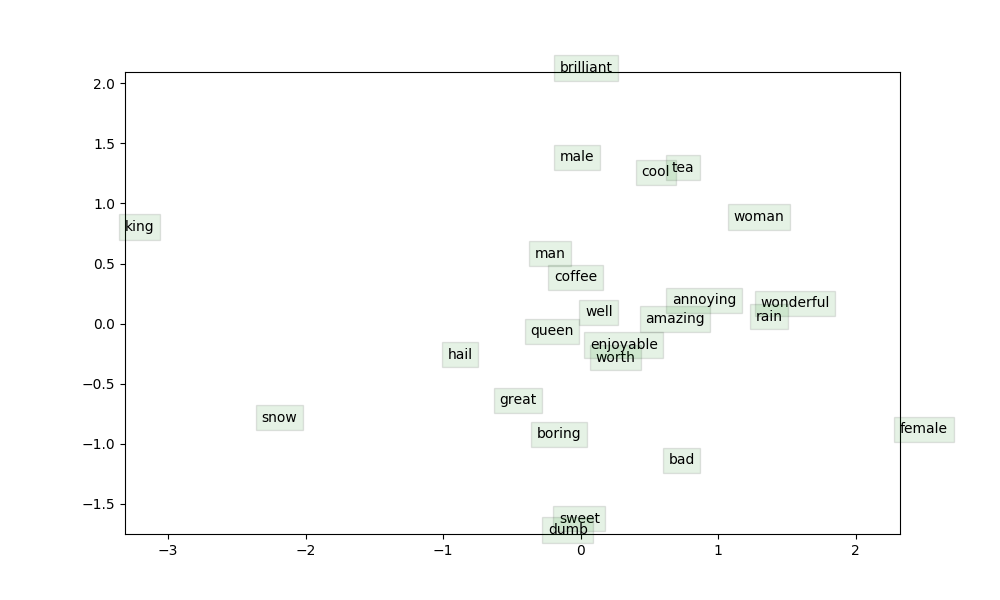 brilliant
2.0
1.5
male
cool
tea
1.0
woman
king
man
0.5
coffee
annoying
wonderful
well
rain
amazing
0.0
queen
enjoyable
hail
worth
−0.5
great
snow
female
boring
−1.0
bad
−1.5
sweet
dumb
−3 −2 −1 0 1 2